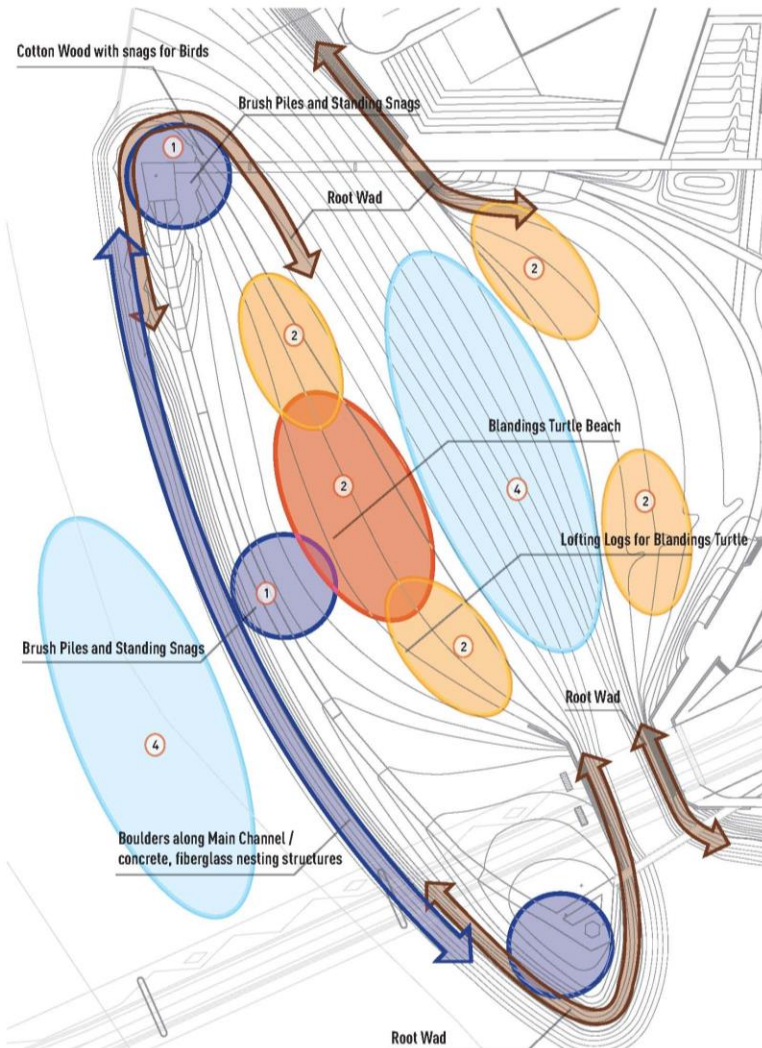 Cotton Wood with snags for Birds
Brush Piles and Standing Snags
1
Root Wad
2
2
Blandings Turtle Beach
2
4
2
Lofting Logs for Blandings Turtle
1
Brush Piles and Standing Snags
2
Root Wad
4
Boulders along Main Channel /
concrete, fiberglass nesting structures
Root Wad